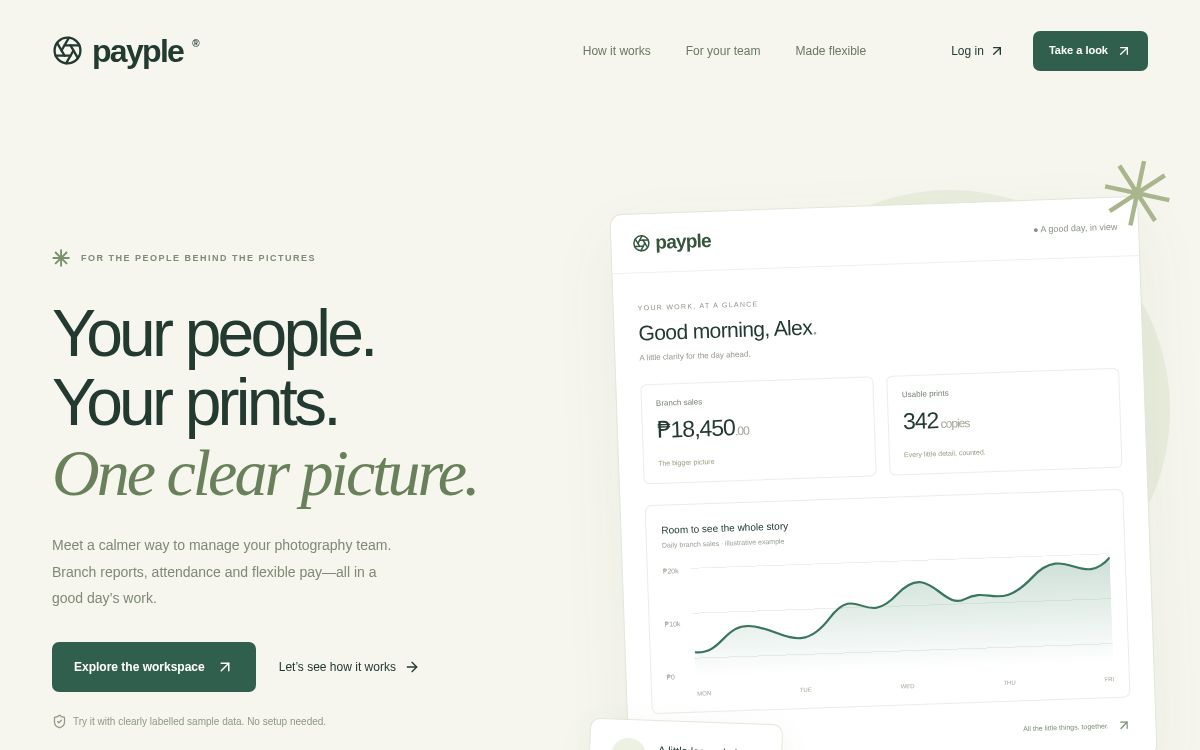 payple ®
How it works
For your team
Made flexible
Log in
Take a look
FOR THE PEOPLE BEHIND THE PICTURES
Your people.
Your prints.
One clear picture.
Meet a calmer way to manage your photography team.
Branch reports, attendance and flexible pay—all in a
good day’s work.
Explore the workspace
Let’s see how it works
Try it with clearly labelled sample data. No setup needed.
payple
A good day, in view
YOUR WORK, AT A GLANCE
Good morning, Alex.
A little clarity for the day ahead.
Branch sales
₱18,450.00
The bigger picture
Usable prints
342 copies
Every little detail, counted.
Room to see the whole story
Daily branch sales · illustrative example
₱20k
₱10k
₱0
MON
TUE
WED
THU
FRI
All the little things, together.